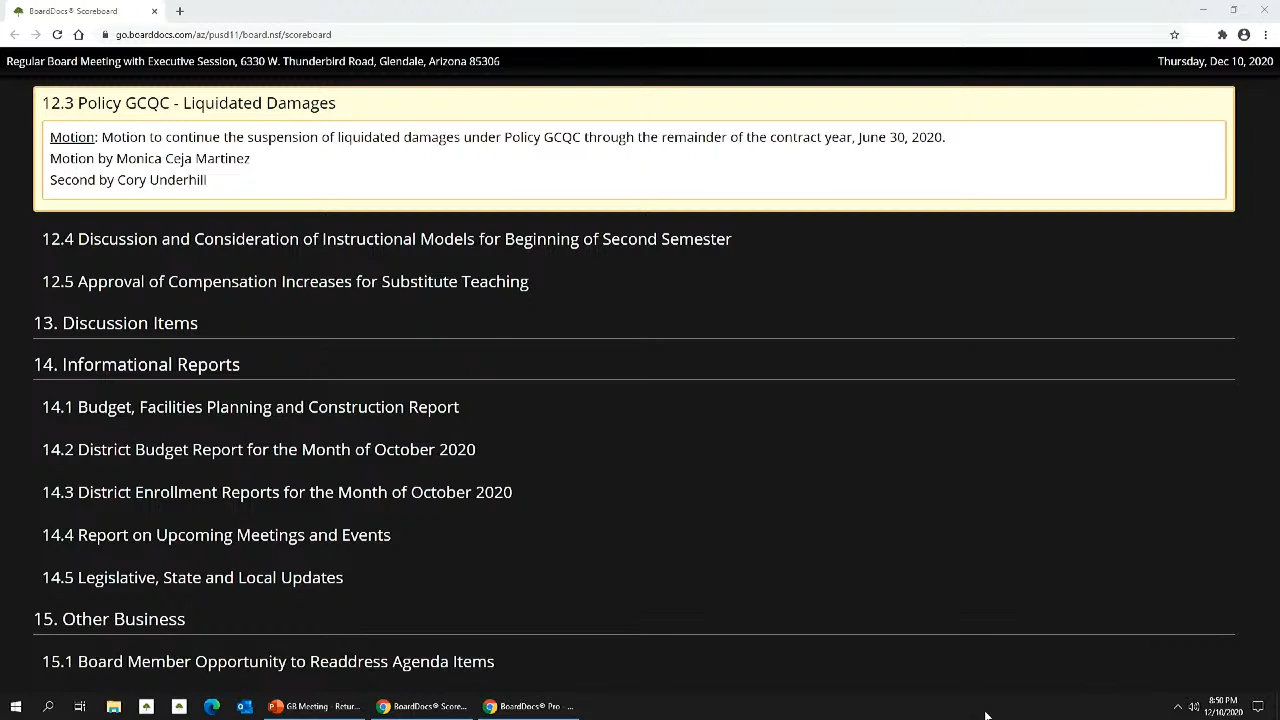 BoardDocs® Scoreboard
go.boarddocs.com/az/pusd11/board.nsf/scoreboard
Regular Board Meeting with Executive Session, 6330 W. Thunderbird Road, Glendale, Arizona 85306 Thursday, Dec 10, 2020
12.3 Policy GCQC - Liquidated Damages
Motion: Motion to continue the suspension of liquidated damages under Policy GCQC through the remainder of the contract year, June 30, 2020.
Motion by Monica Ceja Martinez
Second by Cory Underhill
12.4 Discussion and Consideration of Instructional Models for Beginning of Second Semester
12.5 Approval of Compensation Increases for Substitute Teaching
13. Discussion Items
14. Informational Reports
14.1 Budget, Facilities Planning and Construction Report
14.2 District Budget Report for the Month of October 2020
14.3 District Enrollment Reports for the Month of October 2020
14.4 Report on Upcoming Meetings and Events
14.5 Legislative, State and Local Updates
15. Other Business
15.1 Board Member Opportunity to Readdress Agenda Items
GB Meeting - Retur... BoardDocs® Score... BoardDocs® Pro - ... 8:50 PM
12/10/2020